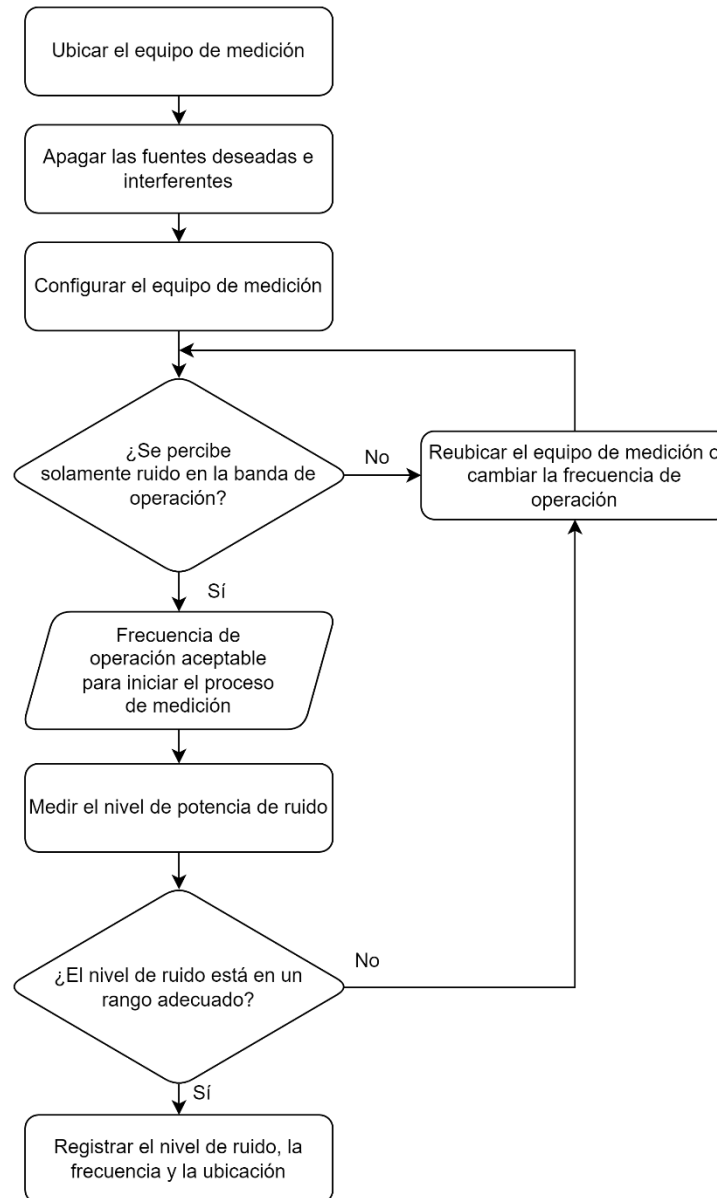 Ubicar el equipo de medición
Apagar las fuentes deseadas e
interferentes
Configurar el equipo de medición
¿Se percibe
solamente ruido en la banda de
operación?
No
Reubicar el equipo de medición o
cambiar la frecuencia de
operación
Sí
Frecuencia de
operación aceptable
para iniciar el proceso
de medición
Medir el nivel de potencia de ruido
¿El nivel de ruido está en un
rango adecuado?
No
Sí
Registrar el nivel de ruido, la
frecuencia y la ubicación